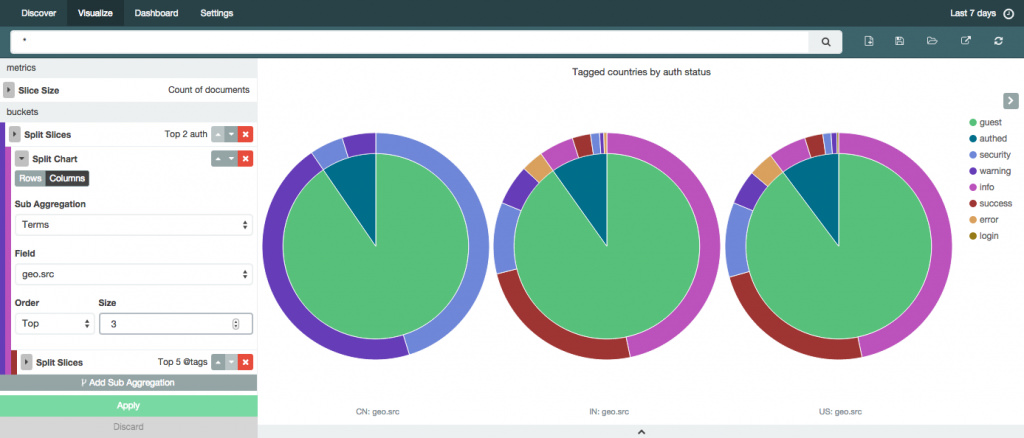 Discover Visualize Dashboard Settings Last 7 days
*
metrics
Slice Size Count of documents
buckets
Split Slices Top 2 auth
Split Chart
Rows Columns
Sub Aggregation
Terms
Field
geo.src
Order Size
Top 3
Split Slices Top 5 @tags
Add Sub Aggregation
Apply
Discard
Tagged countries by auth status
CN: geo.src IN: geo.src US: geo.src
guest
authed
security
warning
info
success
error
login